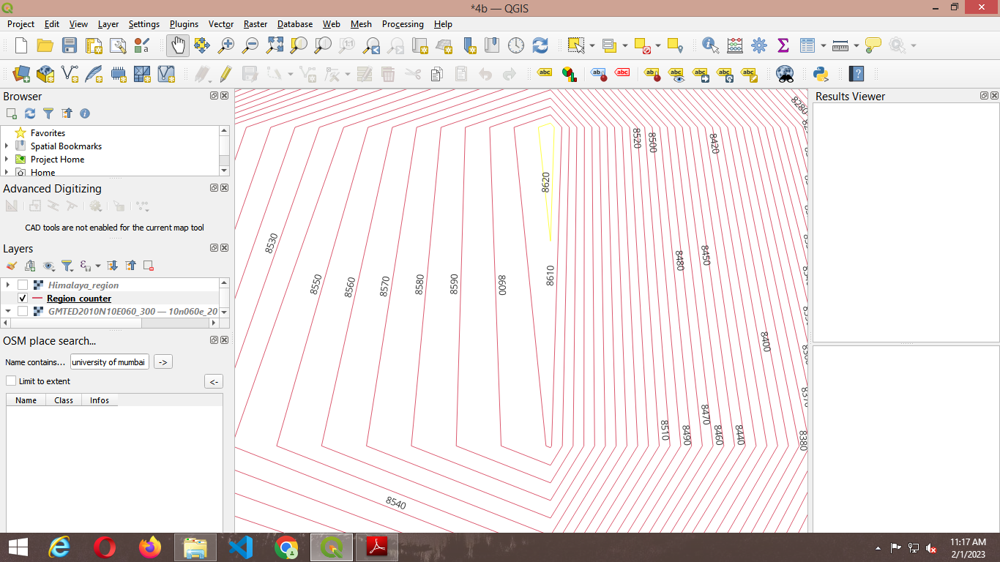 *4b — QGIS
Project Edit View Layer Settings Plugins Vector Raster Database Web Mesh Processing Help
Browser
Favorites
Spatial Bookmarks
Project Home
Home
Advanced Digitizing
CAD tools are not enabled for the current map tool
Layers
Himalaya_region
Region_counter
GMTED2010N10E060_300 — 10n060e_20
OSM place search...
Name contains... university of mumbai ->
Limit to extent <-
Name Class Infos
8280
8520 8500 8420
8620
8530
8480 8450
8550 8560 8570 8580 8590 8600 8610
8400
8510 8490 8470 8460 8440 8380
8540
Results Viewer
11:17 AM
2/1/2023